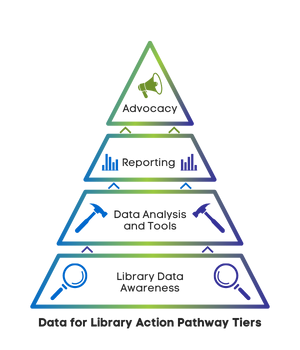 Advocacy
Reporting
Data Analysis
and Tools
Library Data
Awareness
Data for Library Action Pathway Tiers